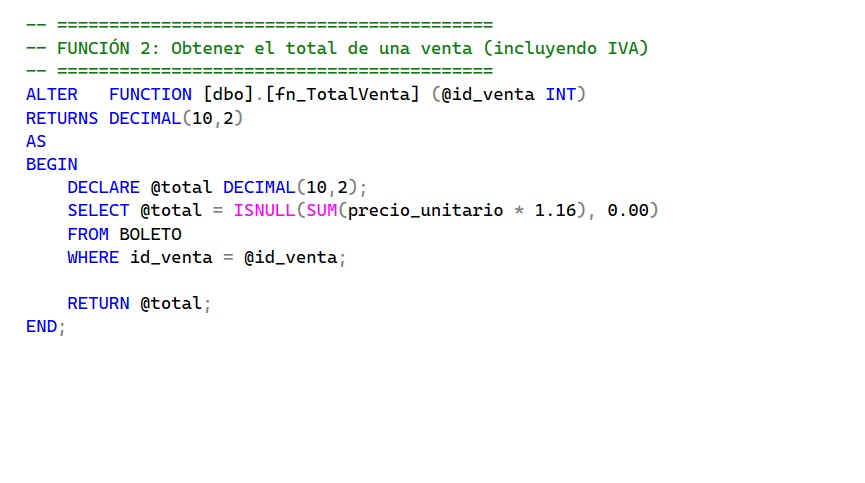 -- ==========================================
-- FUNCIÓN 2: Obtener el total de una venta (incluyendo IVA)
-- ==========================================
ALTER   FUNCTION [dbo].[fn_TotalVenta] (@id_venta INT)
RETURNS DECIMAL(10,2)
AS
BEGIN
    DECLARE @total DECIMAL(10,2);
    SELECT @total = ISNULL(SUM(precio_unitario * 1.16), 0.00)
    FROM BOLETO
    WHERE id_venta = @id_venta;

    RETURN @total;
END;